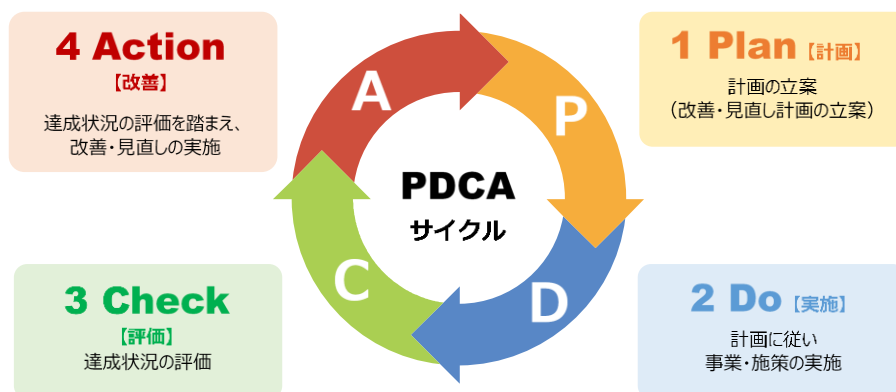 4 Action
【改善】
達成状況の評価を踏まえ、
改善・見直しの実施
1 Plan【計画】
計画の立案
（改善・見直し計画の立案）
A
P
PDCA
サイクル
C
D
3 Check
【評価】
達成状況の評価
2 Do【実施】
計画に従い
事業・施策の実施